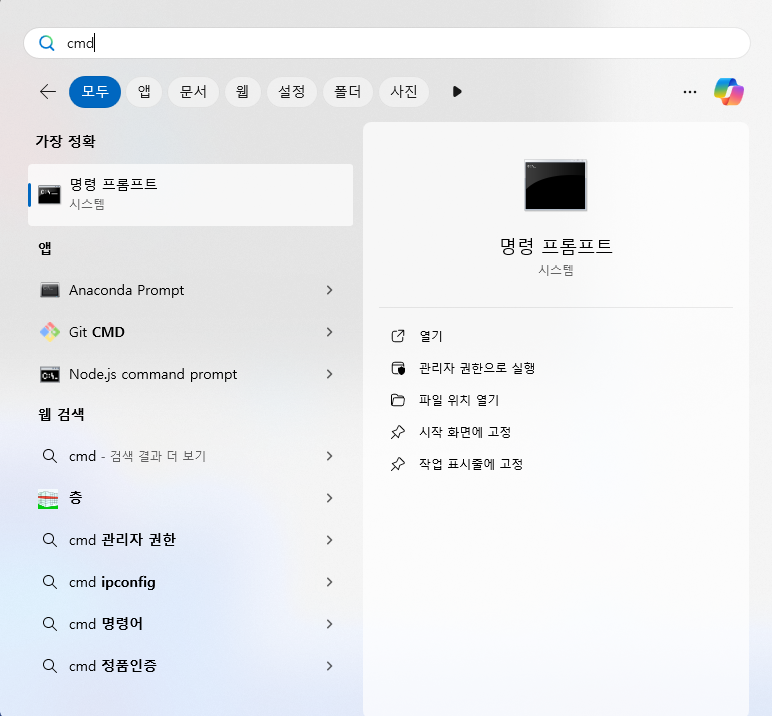 cmd
모두 앱 문서 웹 설정 폴더 사진
가장 정확
명령 프롬프트
시스템
앱
Anaconda Prompt
Git CMD
Node.js command prompt
웹 검색
cmd - 검색 결과 더 보기
층
cmd 관리자 권한
cmd ipconfig
cmd 명령어
cmd 정품인증
명령 프롬프트
시스템
열기
관리자 권한으로 실행
파일 위치 열기
시작 화면에 고정
작업 표시줄에 고정